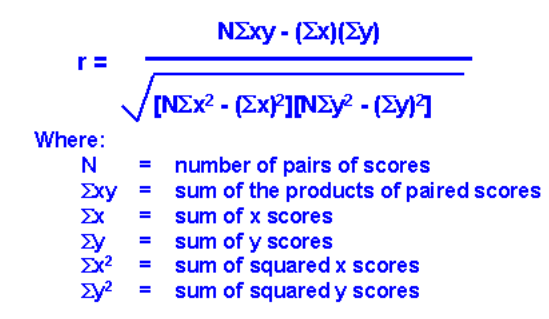 r = NΣxy - (Σx)(Σy)
√[NΣx² - (Σx)²][NΣy² - (Σy)²]
Where:
N = number of pairs of scores
Σxy = sum of the products of paired scores
Σx = sum of x scores
Σy = sum of y scores
Σx² = sum of squared x scores
Σy² = sum of squared y scores